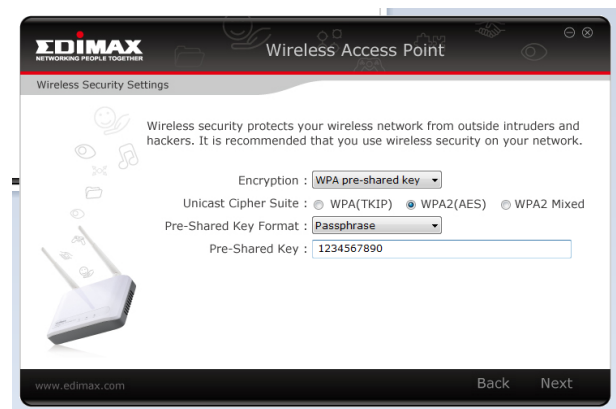 EDIMAX
NETWORKING PEOPLE TOGETHER
Wireless Access Point
Wireless Security Settings
Wireless security protects your wireless network from outside intruders and
hackers. It is recommended that you use wireless security on your network.
Encryption : WPA pre-shared key
Unicast Cipher Suite : WPA(TKIP) WPA2(AES) WPA2 Mixed
Pre-Shared Key Format : Passphrase
Pre-Shared Key : 1234567890
www.edimax.com
Back Next